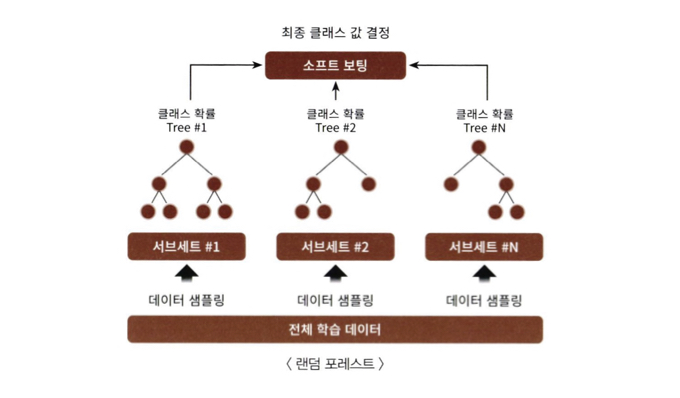 최종 클래스 값 결정
소프트 보팅
클래스 확률
Tree #1
클래스 확률
Tree #2
클래스 확률
Tree #N
서브세트 #1
서브세트 #2
서브세트 #N
데이터 샘플링
데이터 샘플링
데이터 샘플링
전체 학습 데이터
〈 랜덤 포레스트 〉